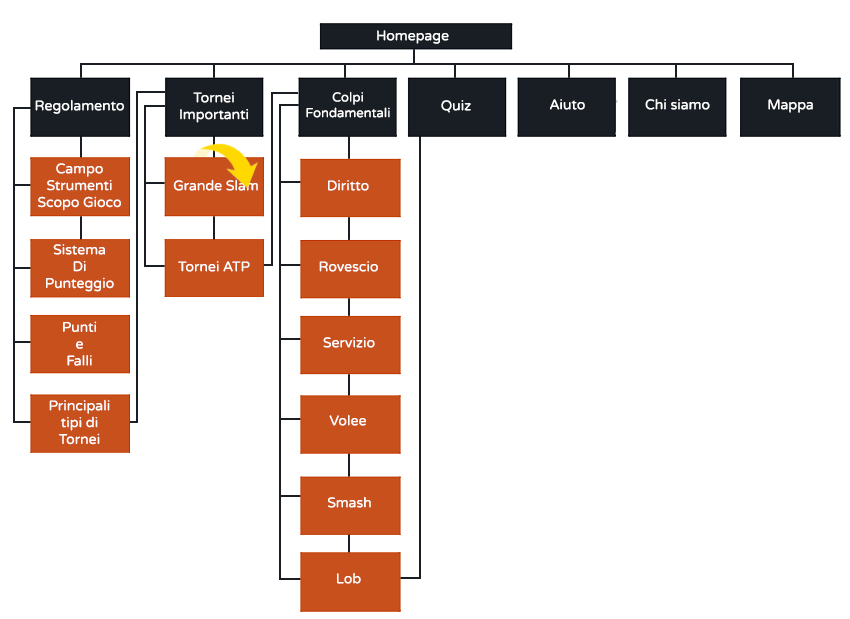 Homepage
Regolamento
Tornei
Importanti
Colpi
Fondamentali
Quiz
Aiuto
Chi siamo
Mappa
Campo
Strumenti
Scopo Gioco
Sistema
Di
Punteggio
Punti
e
Falli
Principali
tipi di
Tornei
Grande Slam
Tornei ATP
Diritto
Rovescio
Servizio
Volee
Smash
Lob